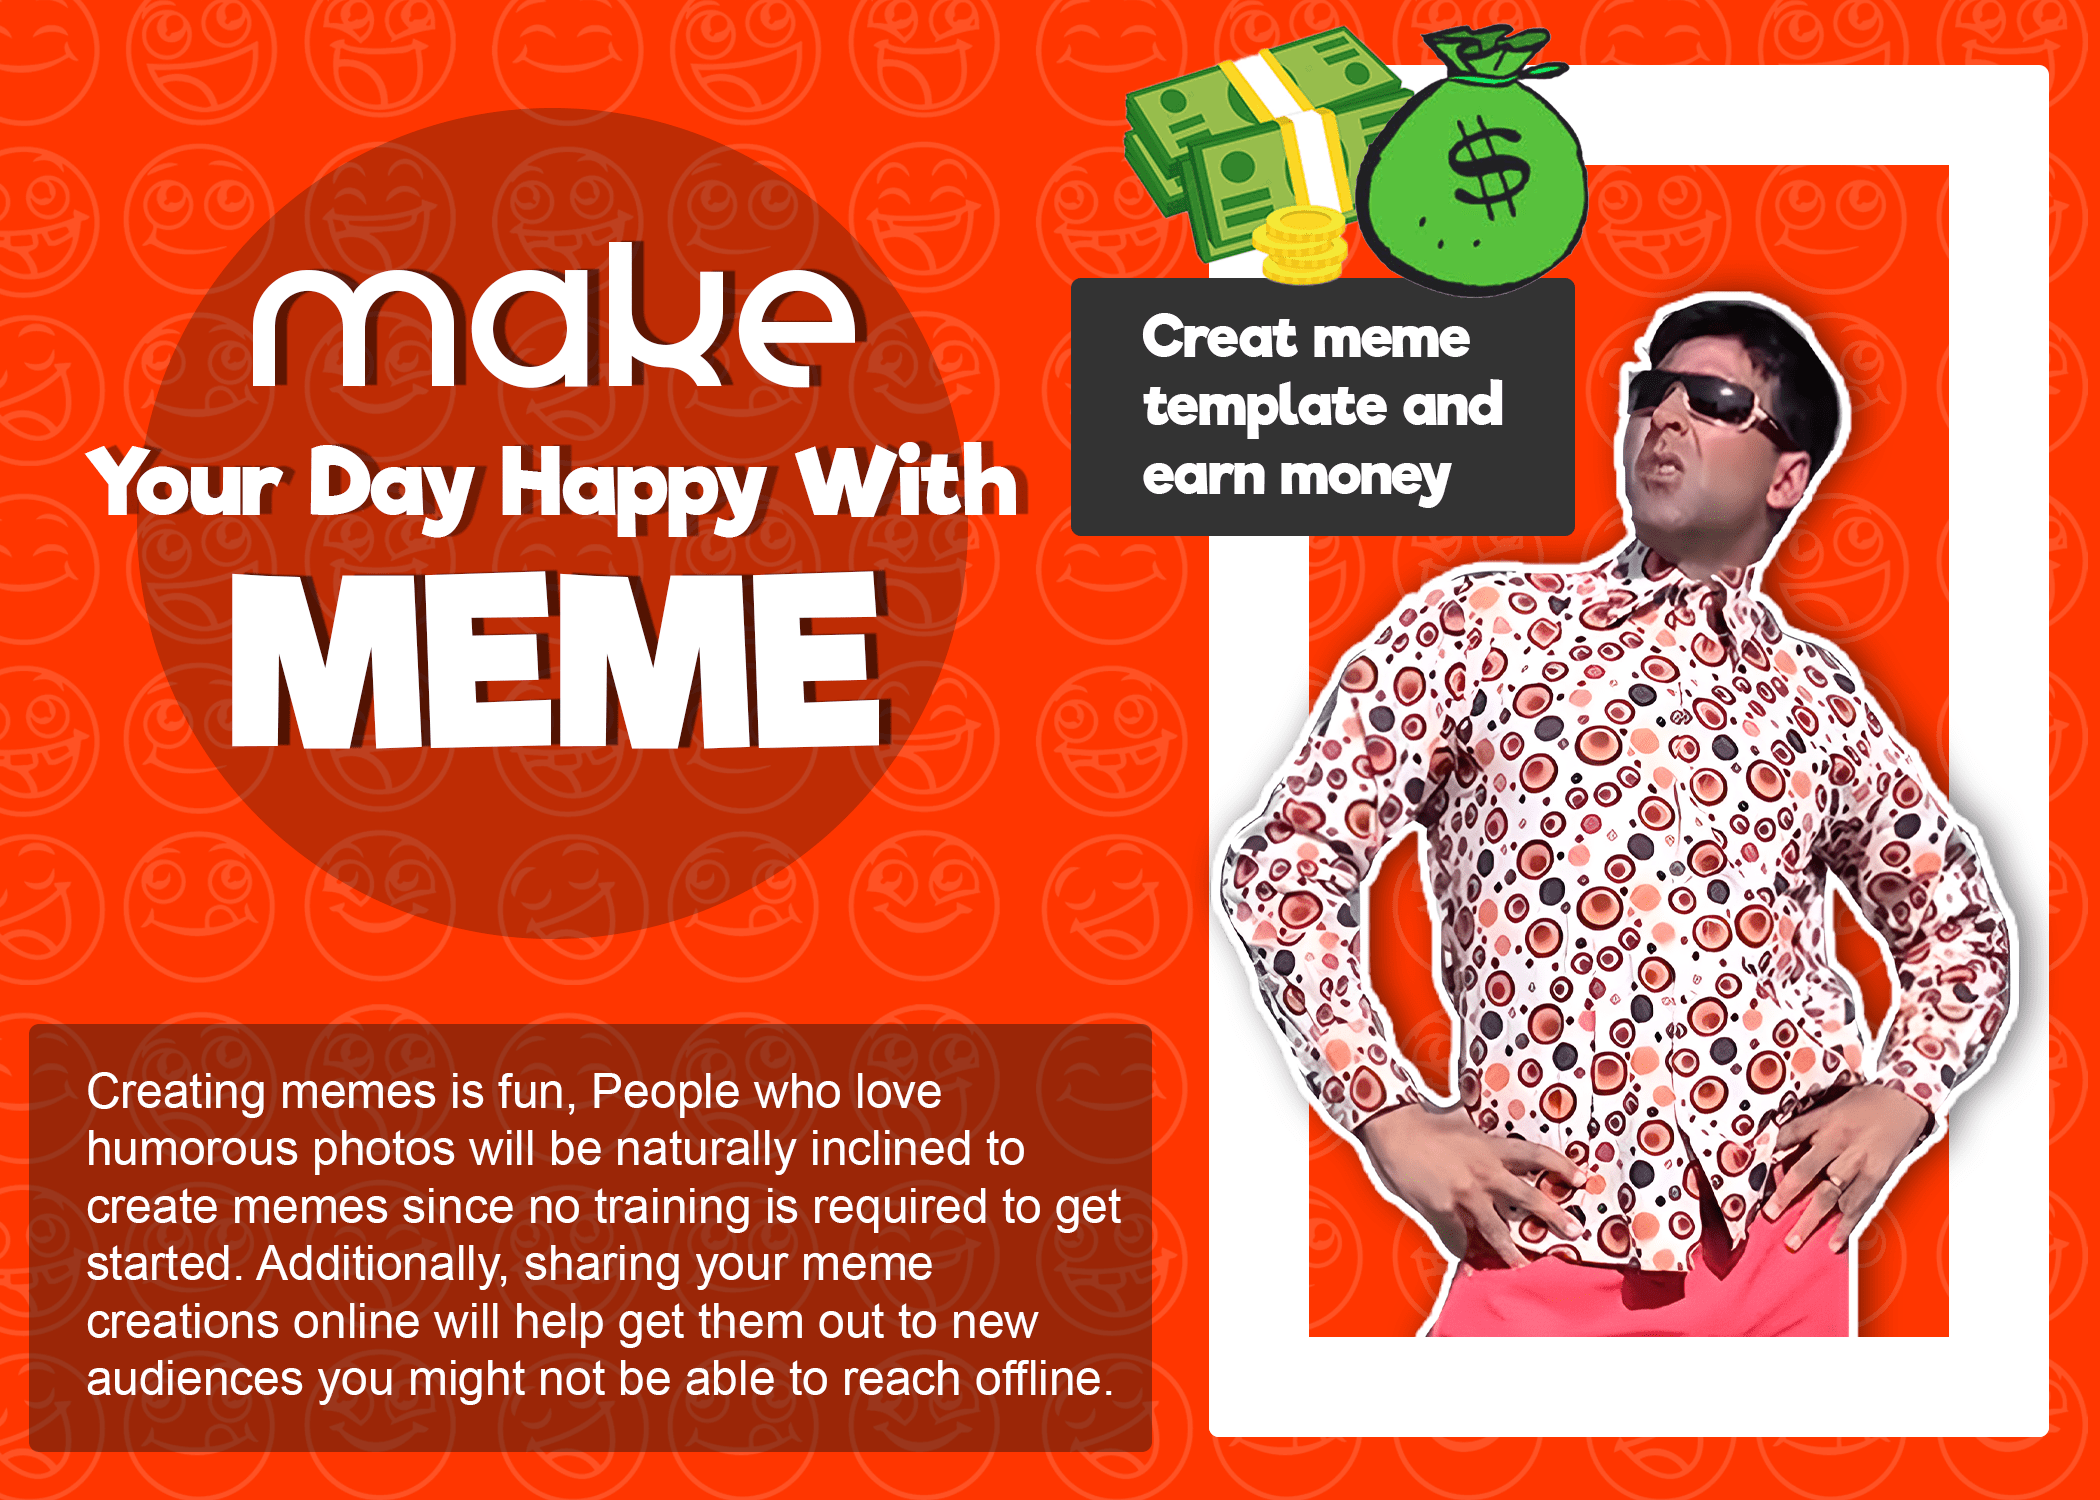 make
Your Day Happy With
MEME
Creat meme
template and
earn money
Creating memes is fun, People who love
humorous photos will be naturally inclined to
create memes since no training is required to get
started. Additionally, sharing your meme
creations online will help get them out to new
audiences you might not be able to reach offline.
$